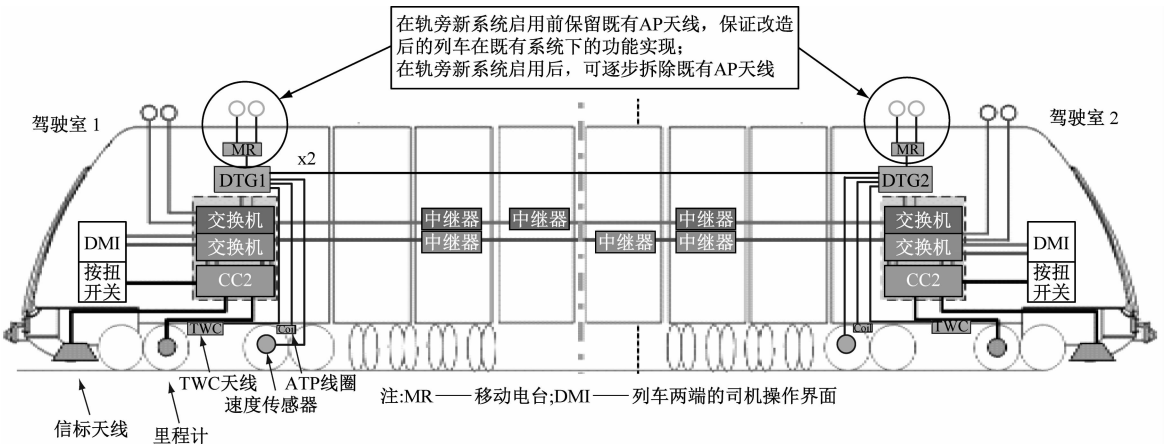 在轨旁新系统启用前保留既有AP天线，保证改造
后的列车在既有系统下的功能实现；
在轨旁新系统启用后，可逐步拆除既有AP天线
驾驶室 1
驾驶室 2
MR
MR
x2
DTG1
DTG2
交换机
中继器
中继器
中继器
交换机
DMI
交换机
中继器
中继器
中继器
交换机
DMI
按扭
开关
CC2
CC2
按扭
开关
TWC
Coil
Coil
TWC
TWC天线
ATP线圈
速度传感器
信标天线
里程计
注:MR——移动电台;DMI——列车两端的司机操作界面